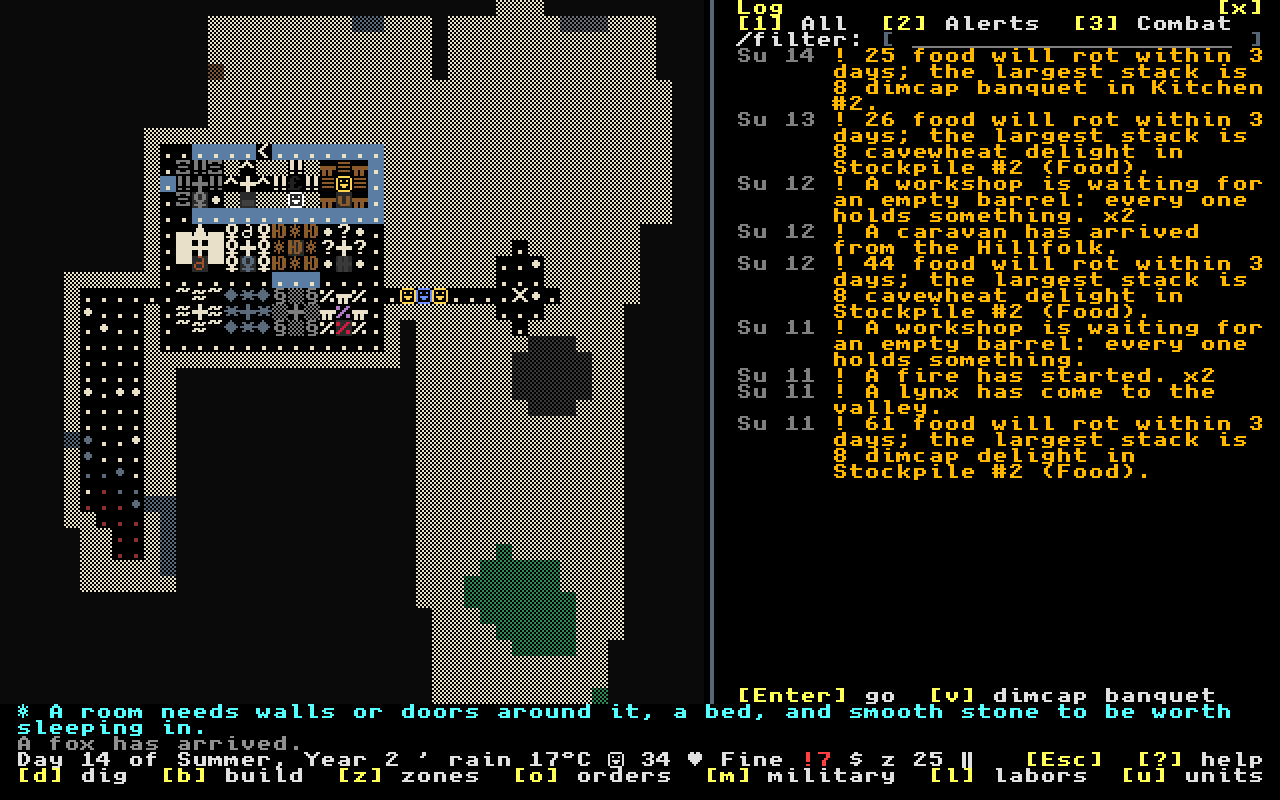 Log [x]
[1] All [2] Alerts [3] Combat
/filter: [ ]
Su 14 ! 25 food will rot within 3
days; the largest stack is
8 dimcap banquet in Kitchen
#2.
Su 13 ! 26 food will rot within 3
days; the largest stack is
8 cavewheat delight in
Stockpile #2 (Food).
Su 12 ! A workshop is waiting for
an empty barrel: every one
holds something. x2
Su 12 ! A caravan has arrived
from the Hillfolk.
Su 12 ! 44 food will rot within 3
days; the largest stack is
8 cavewheat delight in
Stockpile #2 (Food).
Su 11 ! A workshop is waiting for
an empty barrel: every one
holds something.
Su 11 ! A fire has started. x2
Su 11 ! A lynx has come to the
valley.
Su 11 ! 61 food will rot within 3
days; the largest stack is
8 dimcap delight in
Stockpile #2 (Food).
[Enter] go [v] dimcap banquet
* A room needs walls or doors around it, a bed, and smooth stone to be worth
sleeping in.
A fox has arrived.
Day 14 of Summer, Year 2 ' rain 17°C ☺ 34 ♥ Fine !7 $ z 25 ‖ [Esc] [?] help
[d] dig [b] build [z] zones [o] orders [m] military [l] labors [u] units